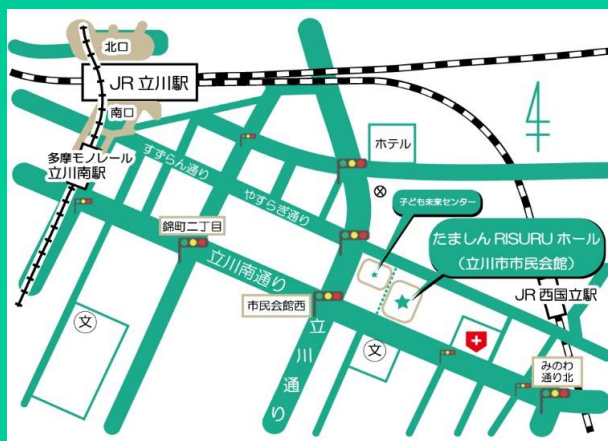 北口
JR 立川駅
南口
多摩モノレール
立川南駅
すずらん通り
やすらぎ通り
ホテル
子ども未来センター
たましん RISURU ホール
（立川市市民会館）
錦町二丁目
立川南通り
市民会館西
立川通り
JR 西国立駅
文
文
みのわ
通り北